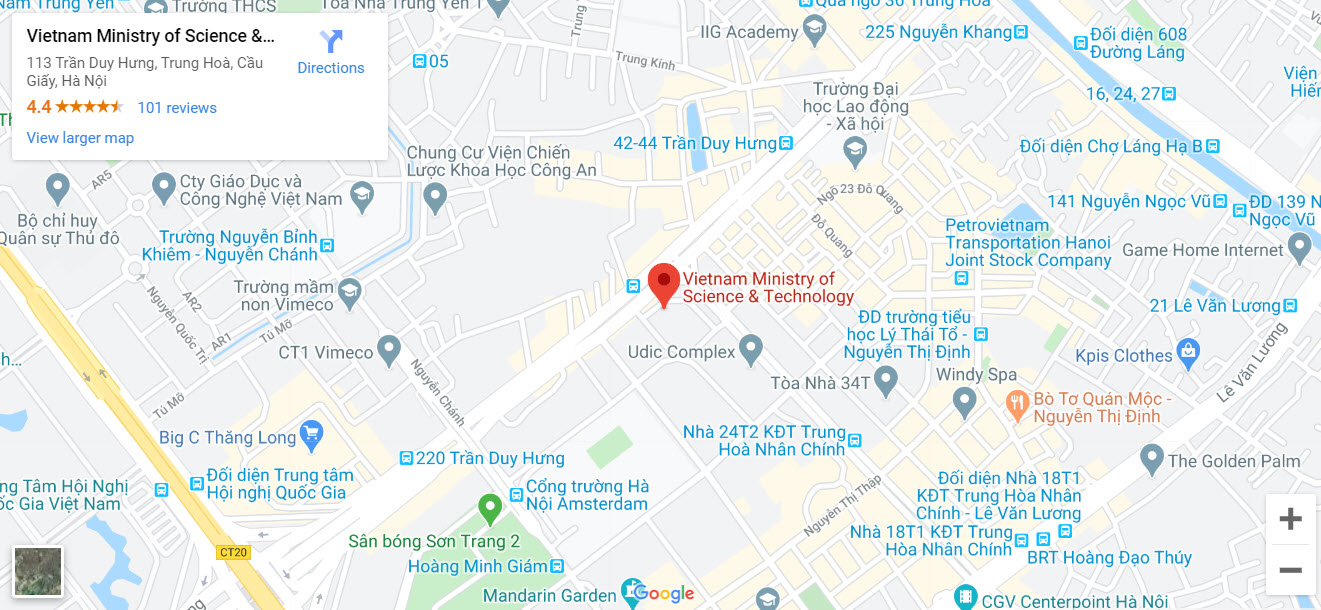 Nam Trung Yên
Trường THCS
Tòa Nhà Trung Yên 1
Quá ngõ 36 Trung Hoà
Vietnam Ministry of Science &...
113 Trần Duy Hưng, Trung Hoà, Cầu
Giấy, Hà Nội
4.4
101 reviews
View larger map
Directions
05
Trung Kính
IIG Academy
225 Nguyễn Khang
Đối diện 608
Đường Láng
Viện
16, 24, 27
Trường Đại
học Lao động
- Xã hội
42-44 Trần Duy Hưng
Đối diện Chợ Láng Hạ B
Chung Cư Viện Chiến
Lược Khoa Học Công An
AR5
Cty Giáo Dục và
Công Nghệ Việt Nam
Bộ chỉ huy
Quân sự Thủ đô
Ngõ 23 Đỗ Quang
Đỗ Quang
141 Nguyễn Ngọc Vũ
ĐD 139 N
Ngọc Vũ
Trường Nguyễn Bỉnh
Khiêm - Nguyễn Chánh
Petrovietnam
Transportation Hanoi
Joint Stock Company
Game Home Internet
Trường mầm
non Vimeco
Vietnam Ministry of
Science & Technology
AR2
AR1
Nguyễn Quốc Trị
Tú Mỡ
21 Lê Văn Lương
ĐD trường tiểu
học Lý Thái Tổ -
Nguyễn Thị Định
CT1 Vimeco
Udic Complex
Kpis Clothes
Lê Văn Lương
Nguyễn Chánh
Tòa Nhà 34T
Windy Spa
Tú Mỡ
Bò Tơ Quán Mộc -
Nguyễn Thị Định
Big C Thăng Long
Nhà 24T2 KĐT Trung
Hoà Nhân Chính
220 Trần Duy Hưng
The Golden Palm
Đối diện Trung tâm
Hội nghị Quốc Gia
ng Tâm Hội Nghị
ốc Gia Việt Nam
Cổng trường Hà
Nội Amsterdam
Đối diện Nhà 18T1
KĐT Trung Hòa Nhân
Chính - Lê Văn Lương
Nguyễn Thị Thập
Nhà 18T1 KĐT Trung
Hòa Nhân Chính
Sân bóng Sơn Trang 2
CT20
BRT Hoàng Đạo Thúy
Hoàng Minh Giám
Mandarin Garden
Google
CGV Centerpoint Hà Nội